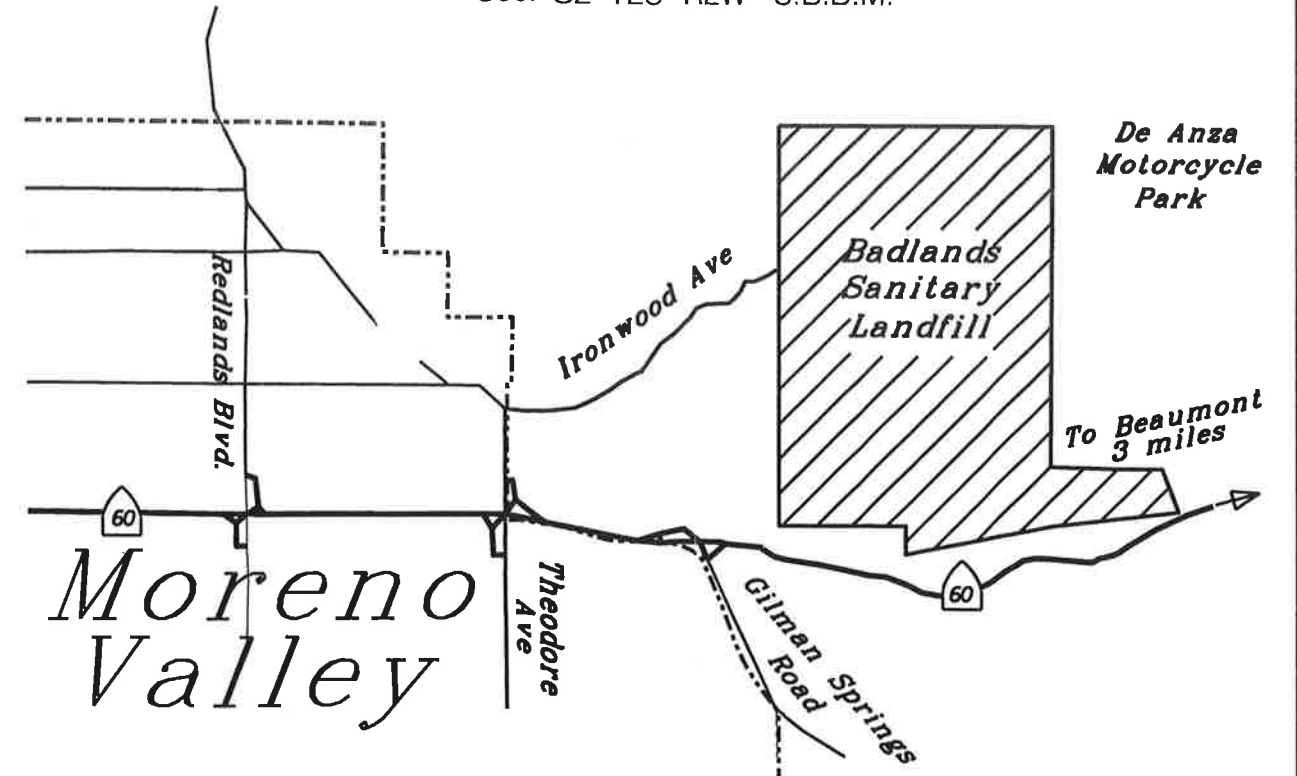 De Anza
Motorcycle
Park
Badlands
Sanitary
Landfill
Ironwood Ave
Redlands Blvd.
To Beaumont
3 miles
60
Moreno
Valley
Theodore
Ave
60
Gilman Springs
Road